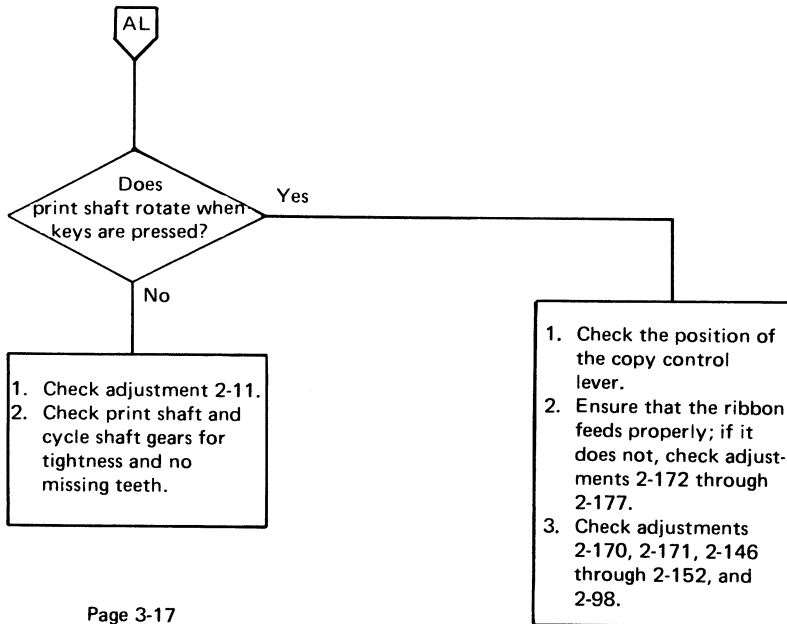 AL
Does
print shaft rotate when
keys are pressed?
Yes
No
1. Check adjustment 2-11.
2. Check print shaft and
cycle shaft gears for
tightness and no
missing teeth.
1. Check the position of
the copy control
lever.
2. Ensure that the ribbon
feeds properly; if it
does not, check adjust-
ments 2-172 through
2-177.
3. Check adjustments
2-170, 2-171, 2-146
through 2-152, and
2-98.
Page 3-17